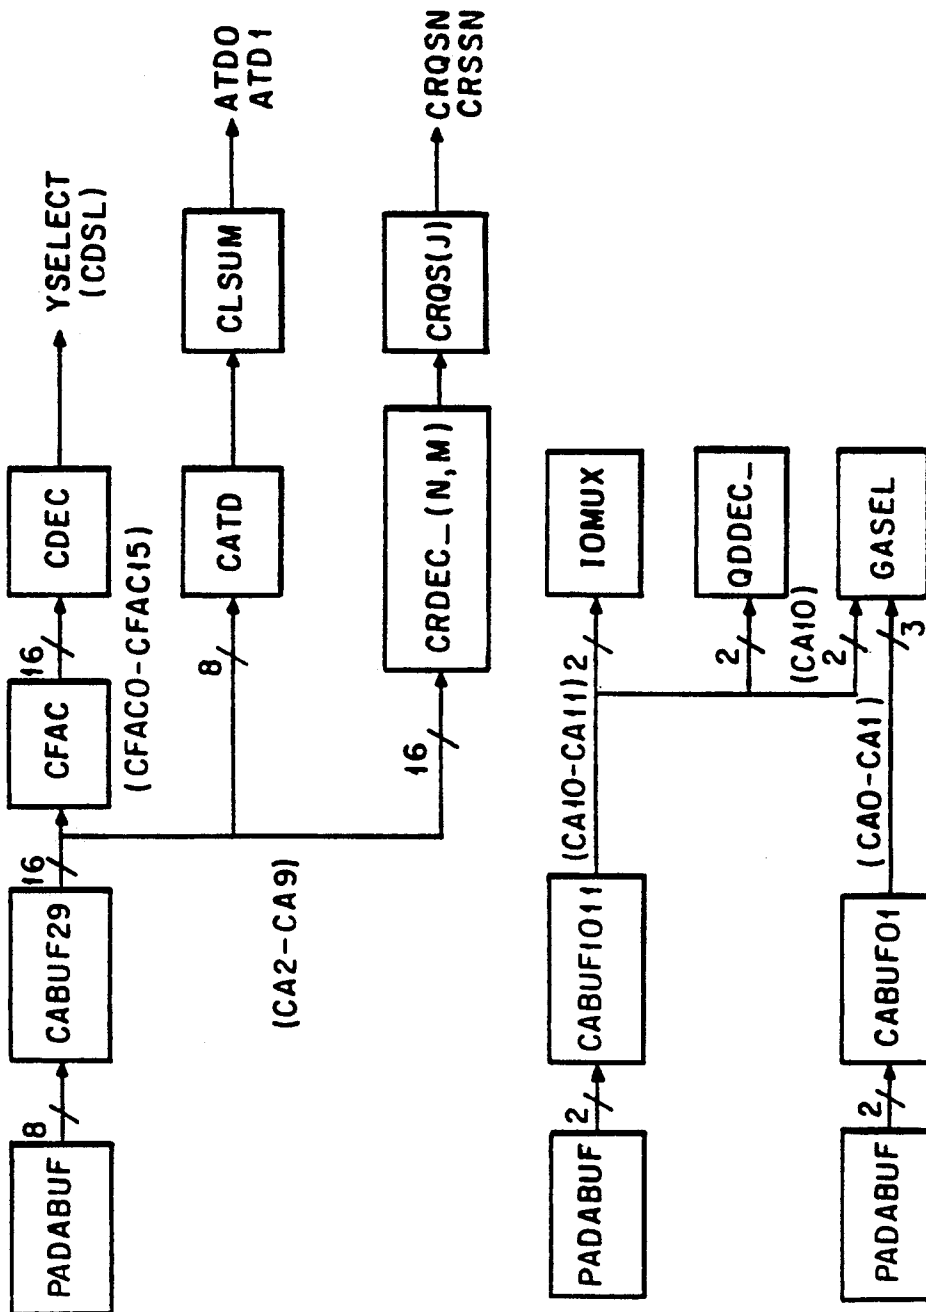 PADABUF
8
CABUF29
16
CFAC
16
(CFAC0-CFAC15)
CDEC
YSELECT
(CDSL)
(CA2-CA9)
8
CATD
CLSUM
ATD0
ATD1
16
CRDEC_(N,M)
CRQS(J)
CRQSN
CRSSN
PADABUF
2
CABUF1011
(CA10-CA11)
2
IOMUX
2
QDDEC_
(CA10)
2
PADABUF
2
CABUF01
(CA0-CA1)
3
GASEL